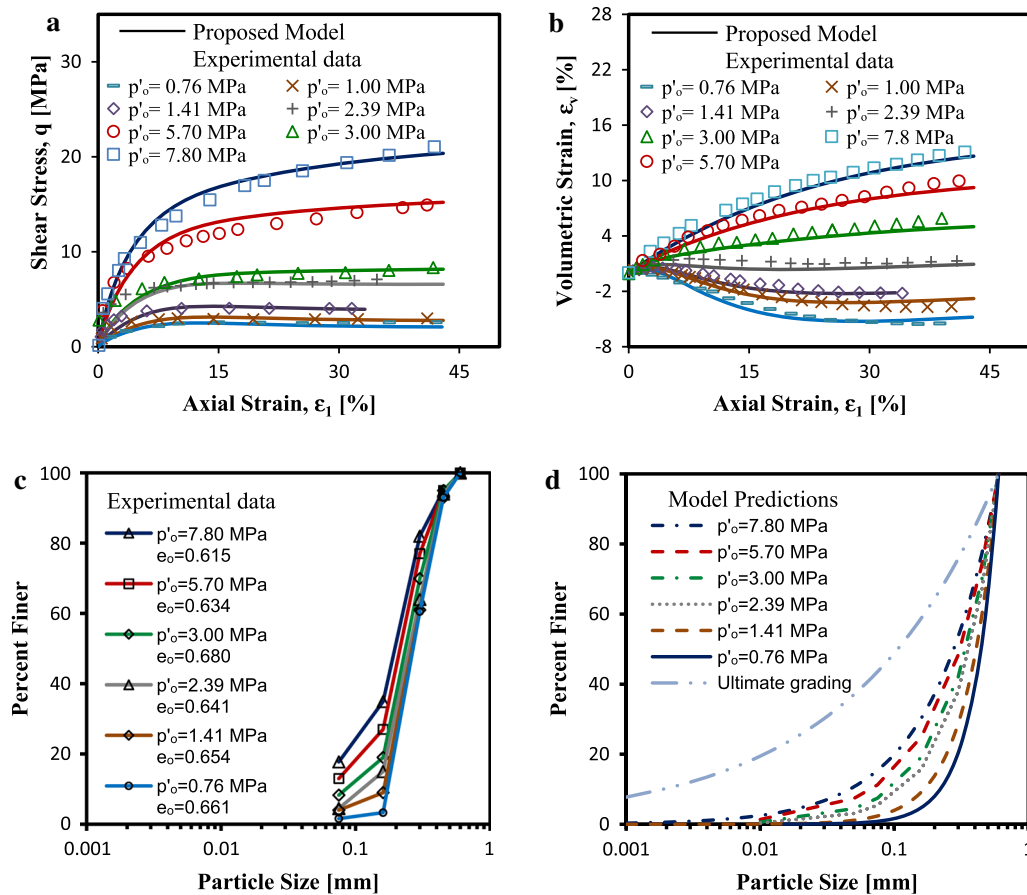 a
Proposed Model
Experimental data
p'o= 0.76 MPa
p'o= 1.00 MPa
p'o= 1.41 MPa
p'o= 2.39 MPa
p'o= 5.70 MPa
p'o= 3.00 MPa
p'o= 7.80 MPa
Shear Stress, q [MPa]
30
20
10
0
0
15
30
45
Axial Strain, ε1 [%]
b
Proposed Model
Experimental data
p'o= 0.76 MPa
p'o= 1.00 MPa
p'o= 1.41 MPa
p'o= 2.39 MPa
p'o= 3.00 MPa
p'o= 7.8 MPa
p'o= 5.70 MPa
Volumetric Strain, εv [%]
28
22
16
10
4
-2
-8
0
15
30
45
Axial Strain, ε1 [%]
c
Experimental data
p'o=7.80 MPa
eo=0.615
p'o=5.70 MPa
eo=0.634
p'o=3.00 MPa
eo=0.680
p'o=2.39 MPa
eo=0.641
p'o=1.41 MPa
eo=0.654
p'o=0.76 MPa
eo=0.661
Percent Finer
100
80
60
40
20
0
0.001
0.01
0.1
1
Particle Size [mm]
d
Model Predictions
p'o=7.80 MPa
p'o=5.70 MPa
p'o=3.00 MPa
p'o=2.39 MPa
p'o=1.41 MPa
p'o=0.76 MPa
Ultimate grading
Percent Finer
100
80
60
40
20
0
0.001
0.01
0.1
1
Particle Size [mm]